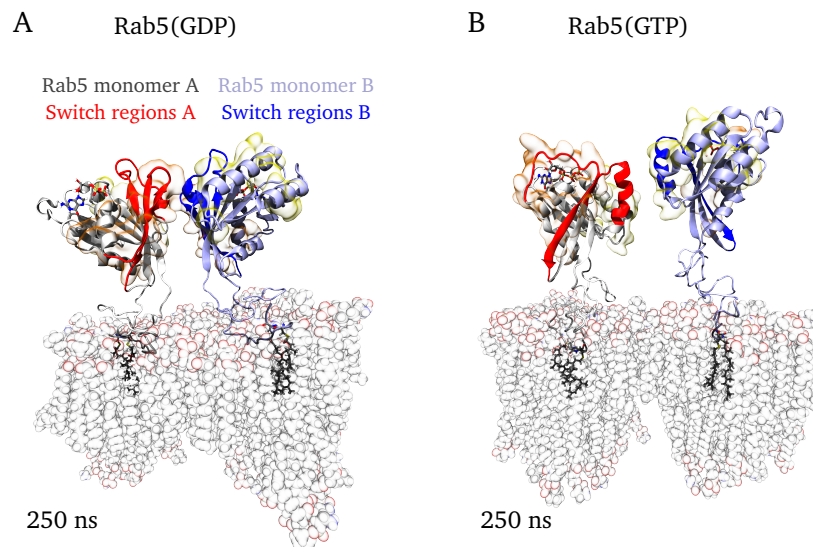 A
Rab5(GDP)
B
Rab5(GTP)
Rab5 monomer A
Rab5 monomer B
Switch regions A
Switch regions B
250 ns
250 ns